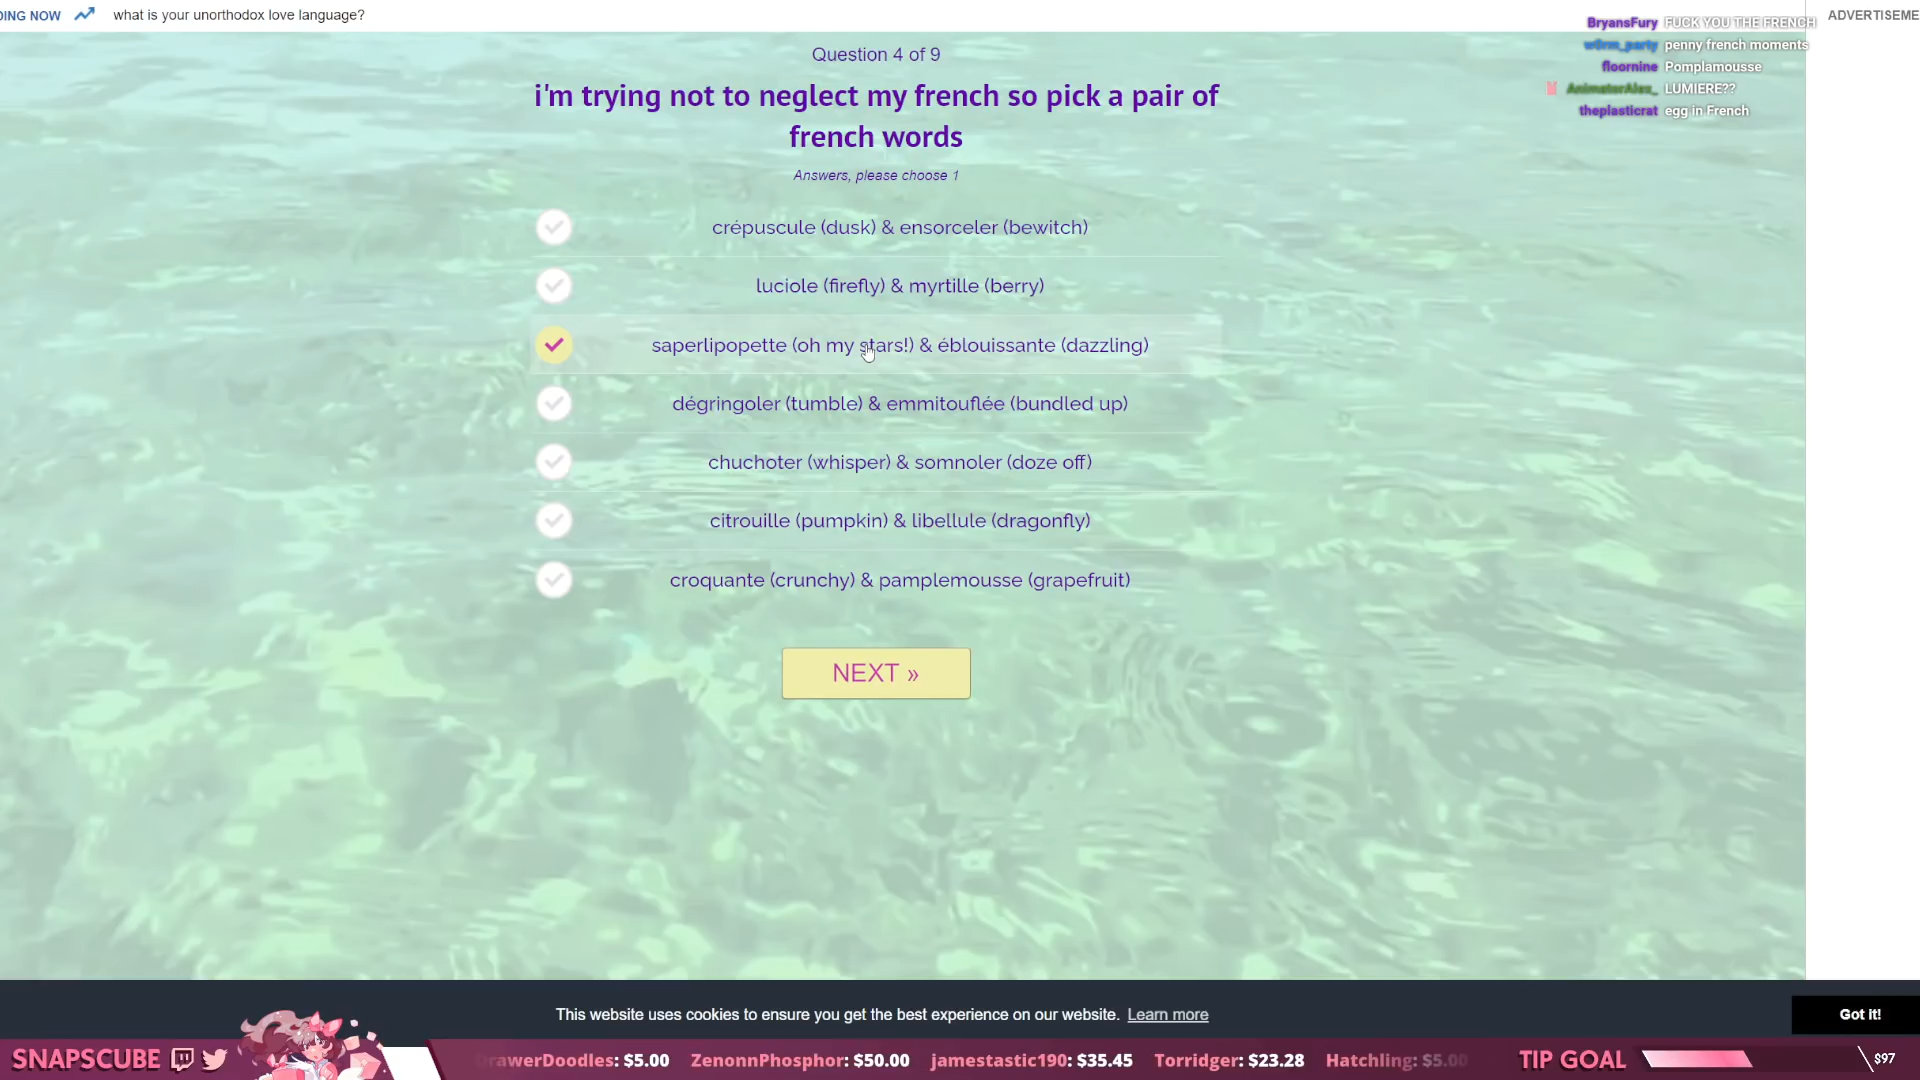 DING NOW what is your unorthodox love language?
ADVERTISEME
BryansFury FUCK YOU THE FRENCH
w0rm_party penny french moments
floornine Pomplamousse
AnimatorAlex_ LUMIERE??
theplasticrat egg in French
Question 4 of 9
i'm trying not to neglect my french so pick a pair of
french words
Answers, please choose 1
crépuscule (dusk) & ensorceler (bewitch)
luciole (firefly) & myrtille (berry)
saperlipopette (oh my stars!) & éblouissante (dazzling)
dégringoler (tumble) & emmitouflée (bundled up)
chuchoter (whisper) & somnoler (doze off)
citrouille (pumpkin) & libellule (dragonfly)
croquante (crunchy) & pamplemousse (grapefruit)
NEXT »
This website uses cookies to ensure you get the best experience on our website. Learn more
Got it!
SNAPSCUBE
rawerDoodles: $5.00 ZenonnPhosphor: $50.00 jamestastic190: $35.45 Torridger: $23.28 Hatchling: $5.00
TIP GOAL
$97